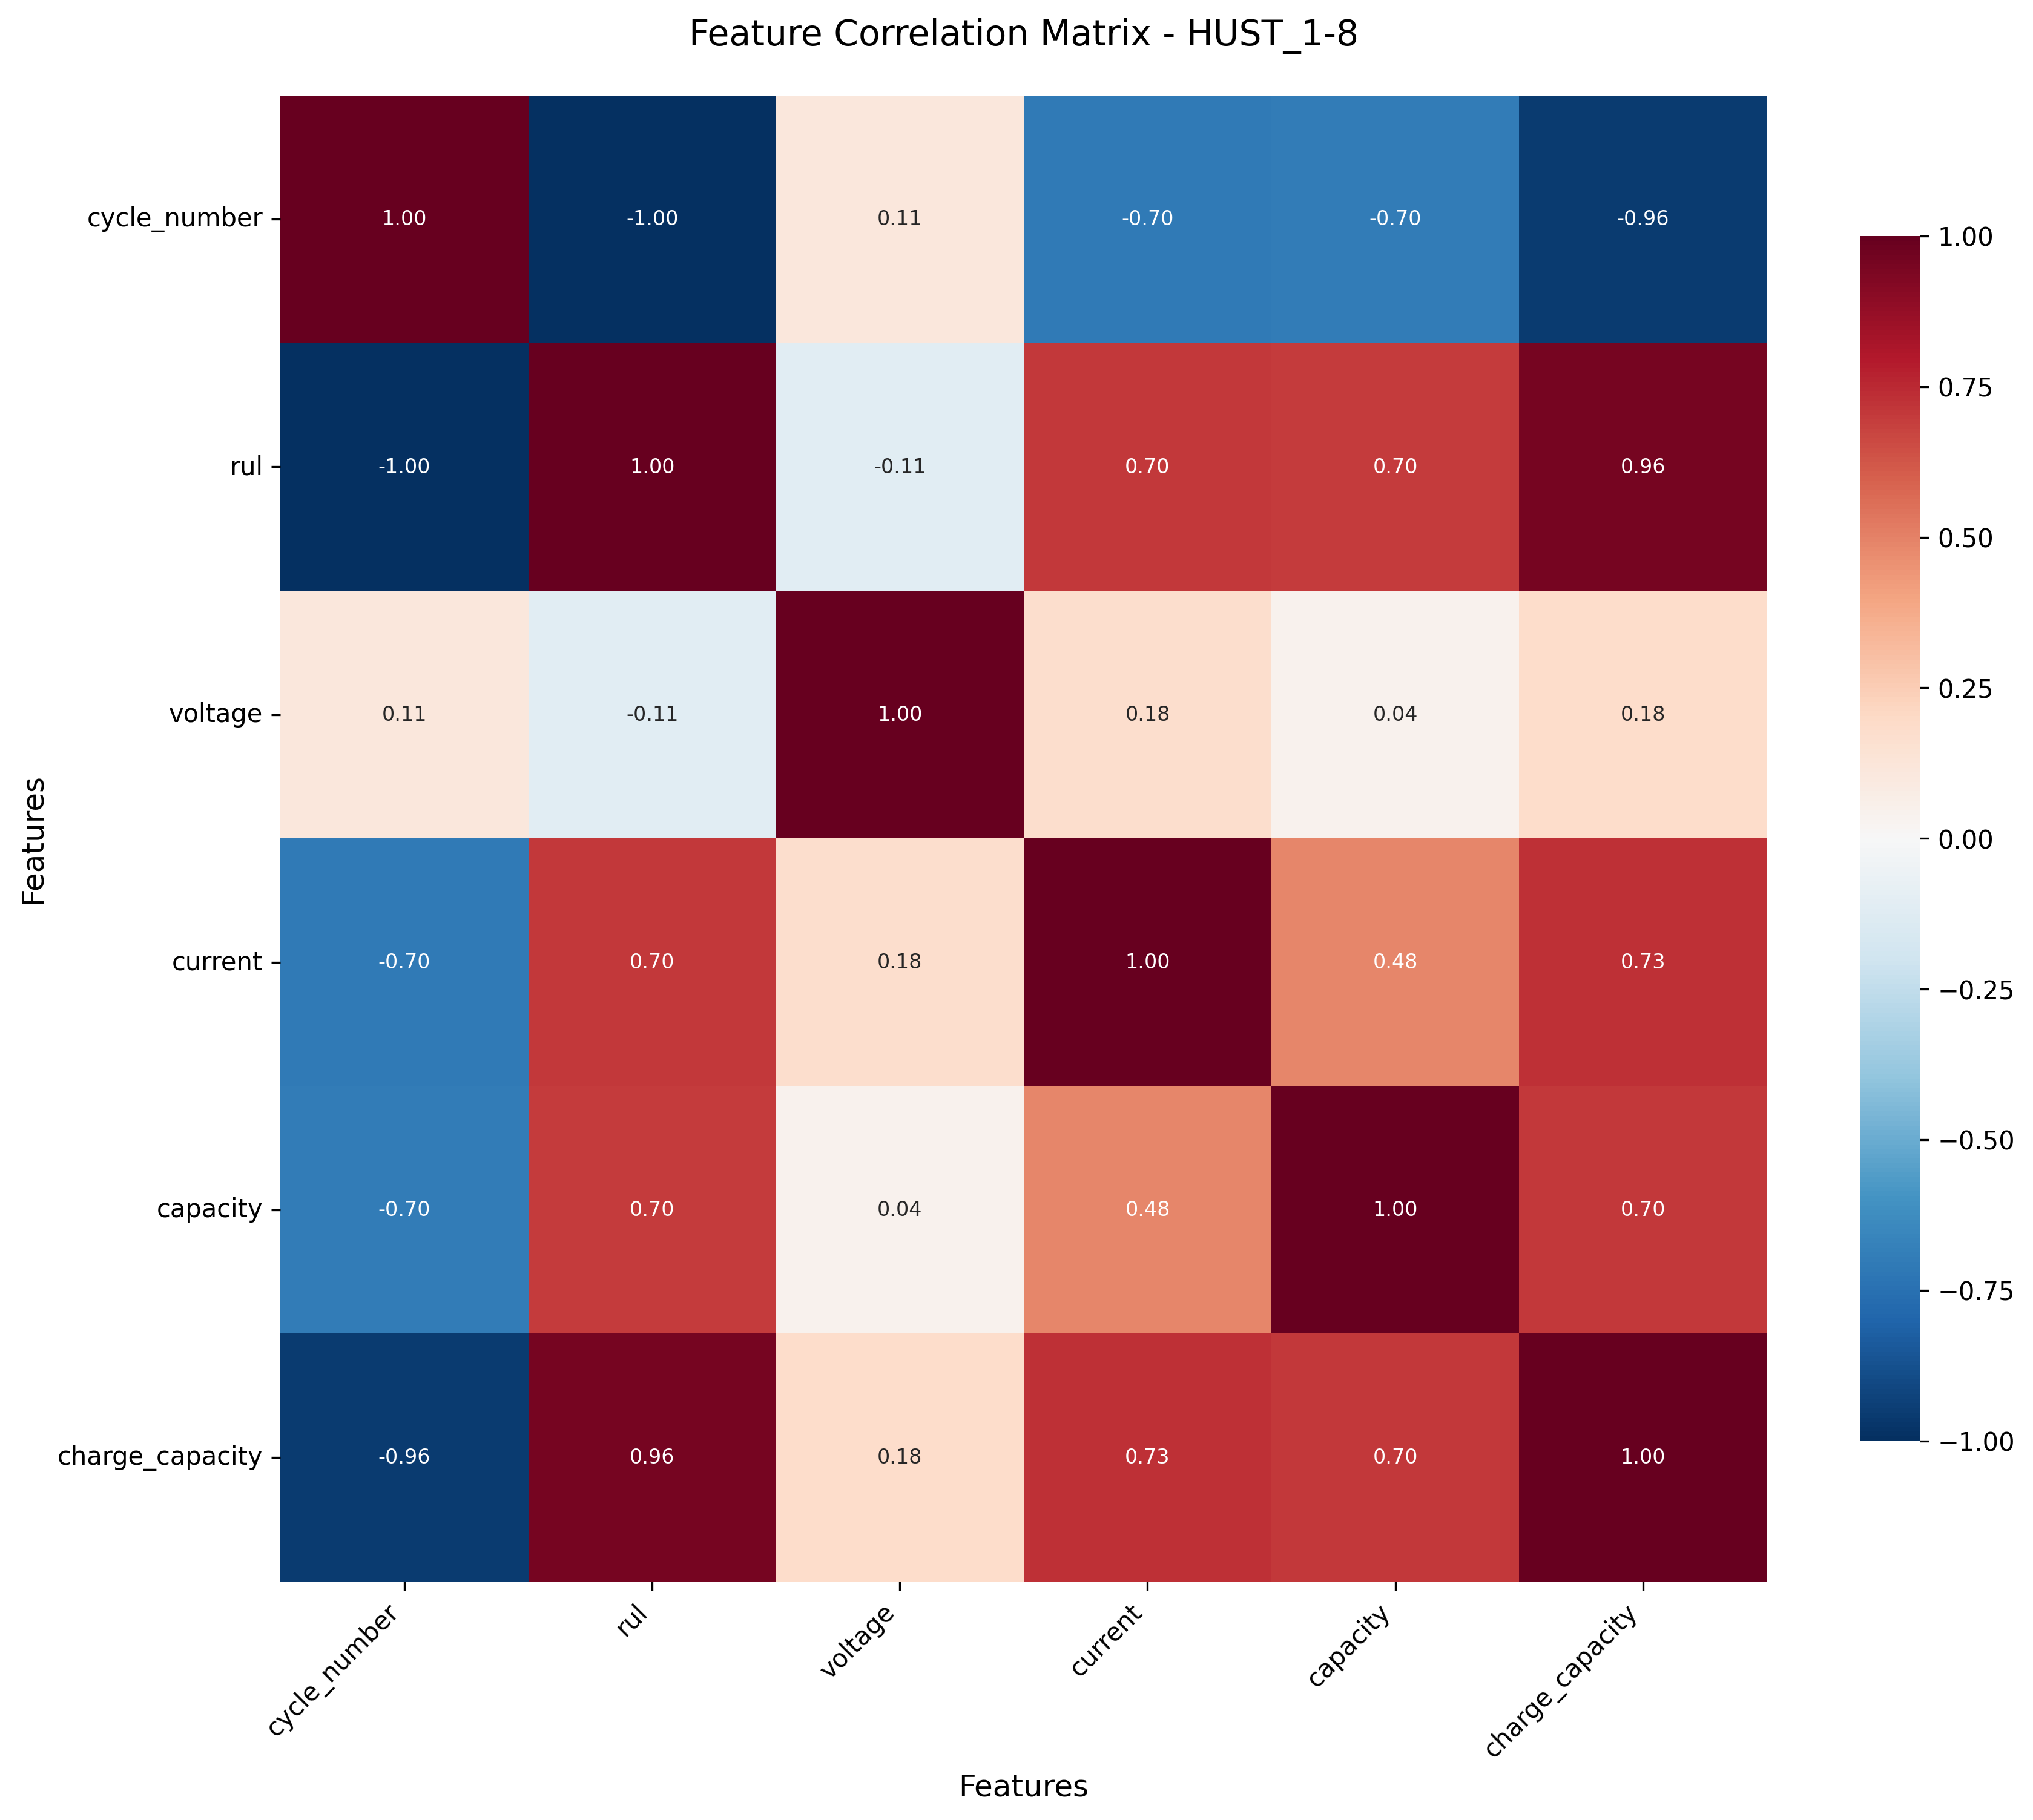 Feature Correlation Matrix - HUST_1-8
cycle_number 1.00 -1.00 0.11 -0.70 -0.70 -0.96
rul -1.00 1.00 -0.11 0.70 0.70 0.96
voltage 0.11 -0.11 1.00 0.18 0.04 0.18
current -0.70 0.70 0.18 1.00 0.48 0.73
capacity -0.70 0.70 0.04 0.48 1.00 0.70
charge_capacity -0.96 0.96 0.18 0.73 0.70 1.00
Features
cycle_number rul voltage current capacity charge_capacity
Features
1.00
0.75
0.50
0.25
0.00
−0.25
−0.50
−0.75
−1.00